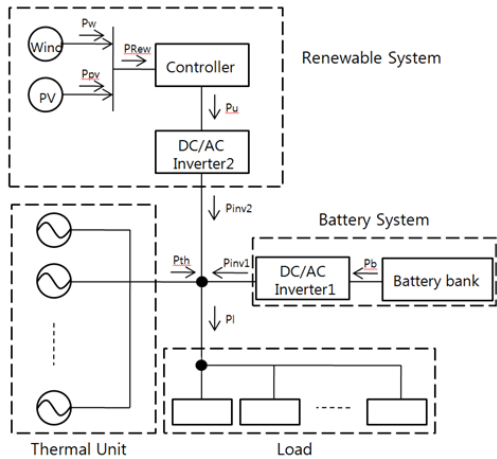 Pw
Wind
PRew
Controller
Renewable System
Ppv
PV
Pu
DC/AC
Inverter2
Pinv2
Battery System
Pth
Pinv1
DC/AC
Inverter1
Pb
Battery bank
Pl
Thermal Unit
Load